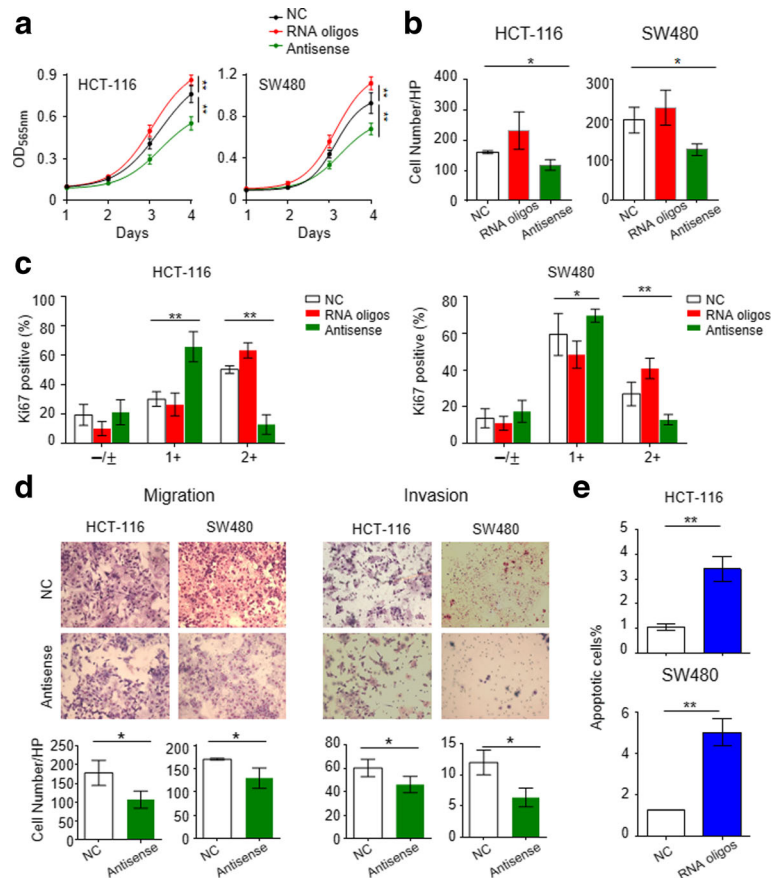 a
NC
RNA oligos
Antisense
HCT-116
SW480
OD565nm
0.9
0.6
0.3
0.0
1 2 3 4
Days
**
**
1.2
0.8
0.4
0.0
1 2 3 4
Days
**
**
b
HCT-116
SW480
Cell Number/HP
400
300
200
100
0
*
NC
RNA oligos
Antisense
300
200
100
0
*
NC
RNA oligos
Antisense
c
HCT-116
Ki67 positive (%)
100
80
60
40
20
0
**
**
NC
RNA oligos
Antisense
−/±
1+
2+
SW480
Ki67 positive (%)
100
80
60
40
20
0
*
**
NC
RNA oligos
Antisense
−/±
1+
2+
d
Migration
Invasion
HCT-116
SW480
HCT-116
SW480
NC
Antisense
Cell Number/HP
250
200
150
100
50
0
*
NC
Antisense
200
150
100
50
0
*
NC
Antisense
80
60
40
20
0
*
NC
Antisense
15
10
5
0
*
NC
Antisense
e
HCT-116
Apoptotic cells%
5
4
3
2
1
0
**
SW480
6
4
2
0
**
NC
RNA oligos